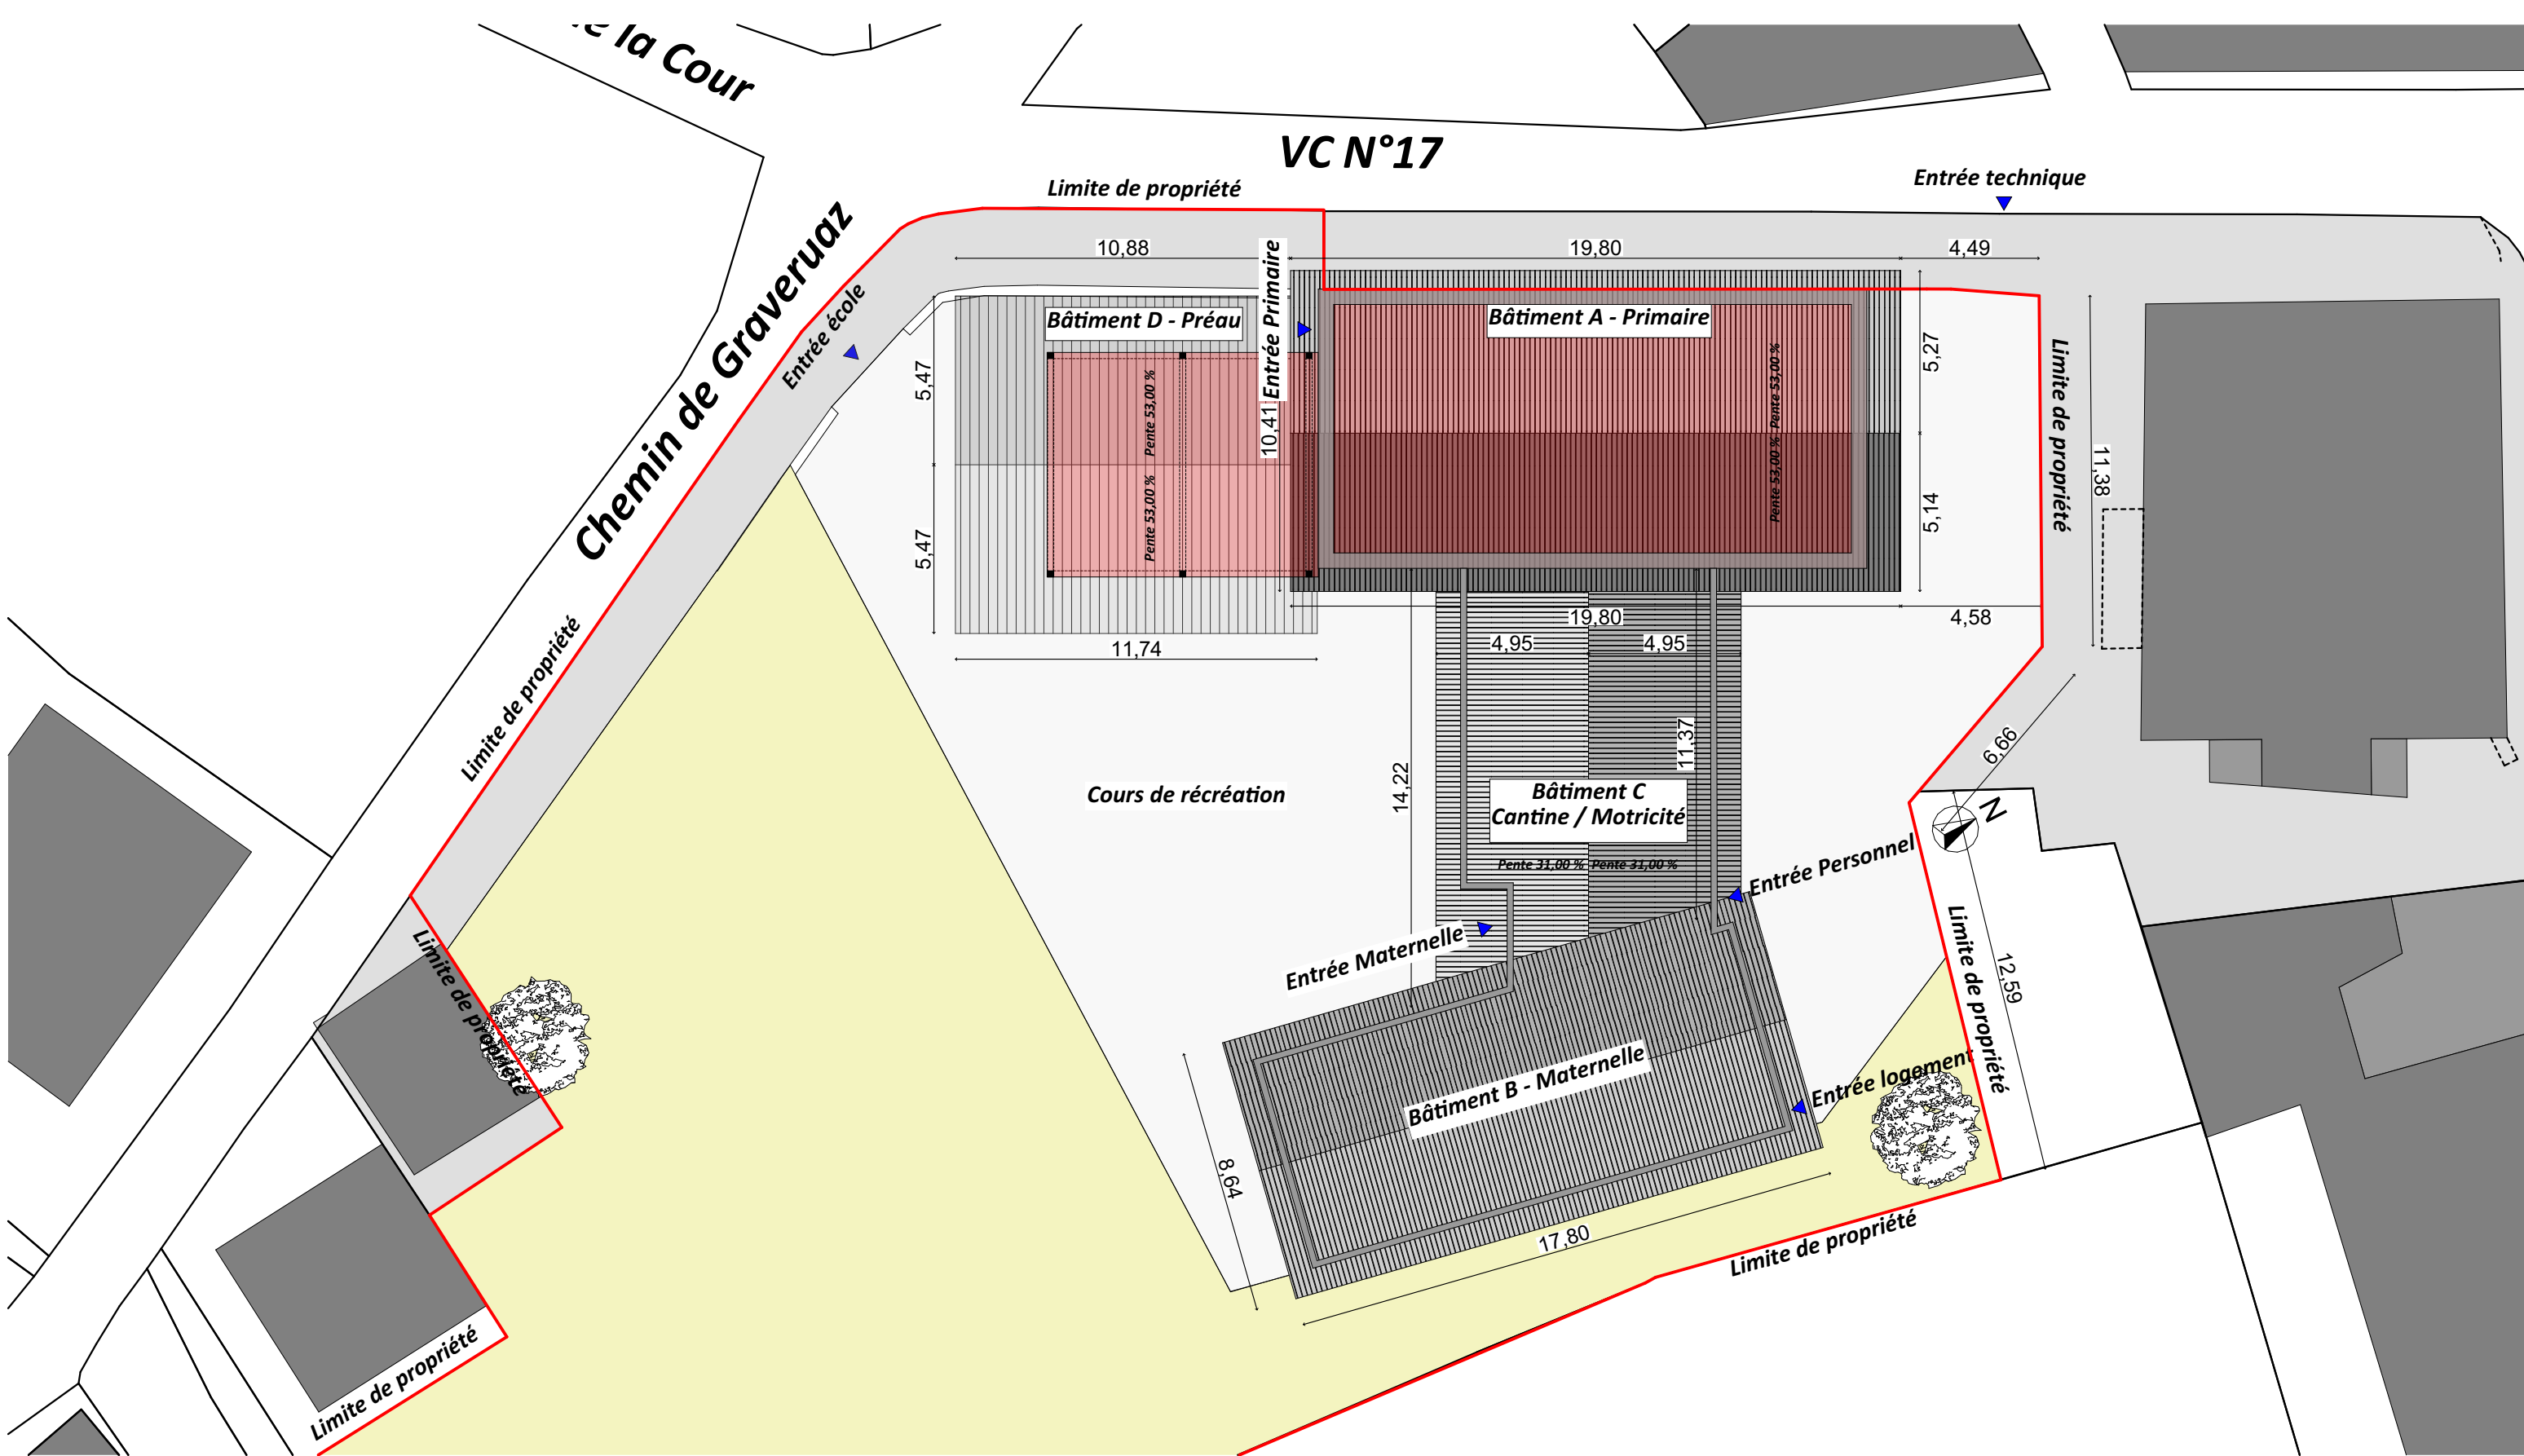 la Cour
VC N°17
Limite de propriété
Entrée technique
Chemin de Graveruaz
Entrée école
10,88
19,80
4,49
Entrée Primaire
Bâtiment D - Préau
Bâtiment A - Primaire
5,47
5,47
Pente 53,00 %
Pente 53,00 %
10,41
Pente 53,00 %
Pente 53,00 %
5,27
5,14
Limite de propriété
11,38
19,80
4,58
11,74
4,95
4,95
Limite de propriété
6,66
11,37
14,22
Cours de récréation
Bâtiment C
Cantine / Motricité
Pente 31,00 %
Pente 31,00 %
N
Entrée Personnel
Entrée Maternelle
Limite de propriété
Limite de propriété
12,59
Bâtiment B - Maternelle
Entrée logement
8,64
17,80
Limite de propriété
Limite de propriété